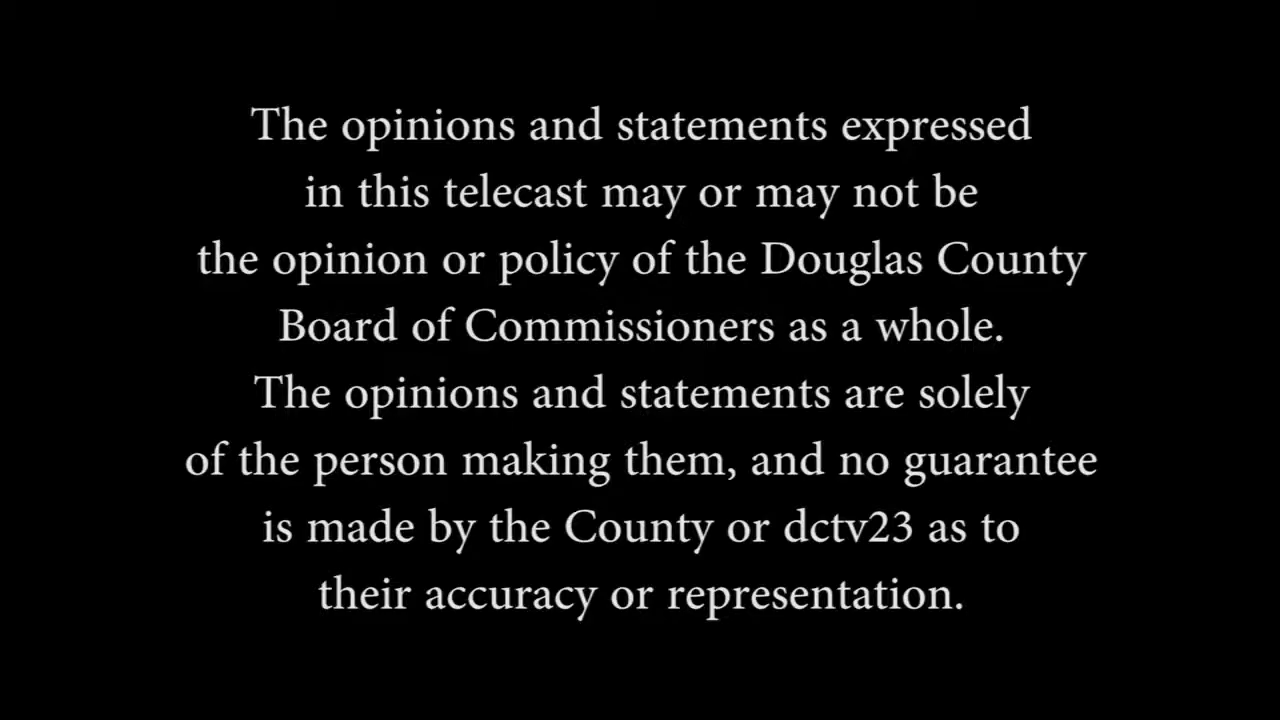 The opinions and statements expressed
in this telecast may or may not be
the opinion or policy of the Douglas County
Board of Commissioners as a whole.
The opinions and statements are solely
of the person making them, and no guarantee
is made by the County or dctv23 as to
their accuracy or representation.